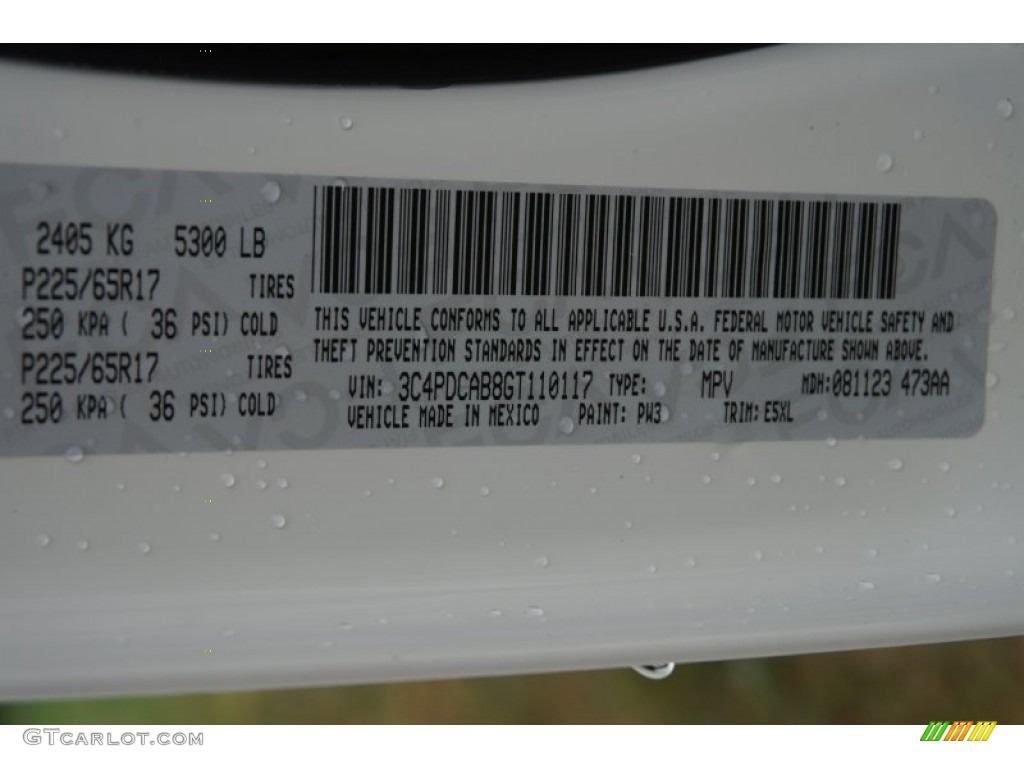 2405 KG 5300 LB
P225/65R17 TIRES
250 KPA ( 36 PSI) COLD
P225/65R17 TIRES
250 KPA ( 36 PSI) COLD
THIS VEHICLE CONFORMS TO ALL APPLICABLE U.S.A. FEDERAL MOTOR VEHICLE SAFETY AND
THEFT PREVENTION STANDARDS IN EFFECT ON THE DATE OF MANUFACTURE SHOWN ABOVE.
VIN: 3C4PDCAB8GT110117 TYPE: MPV MDH:081123 473AA
VEHICLE MADE IN MEXICO PAINT: PW3 TRIM: E5XL
GTcarlot.com